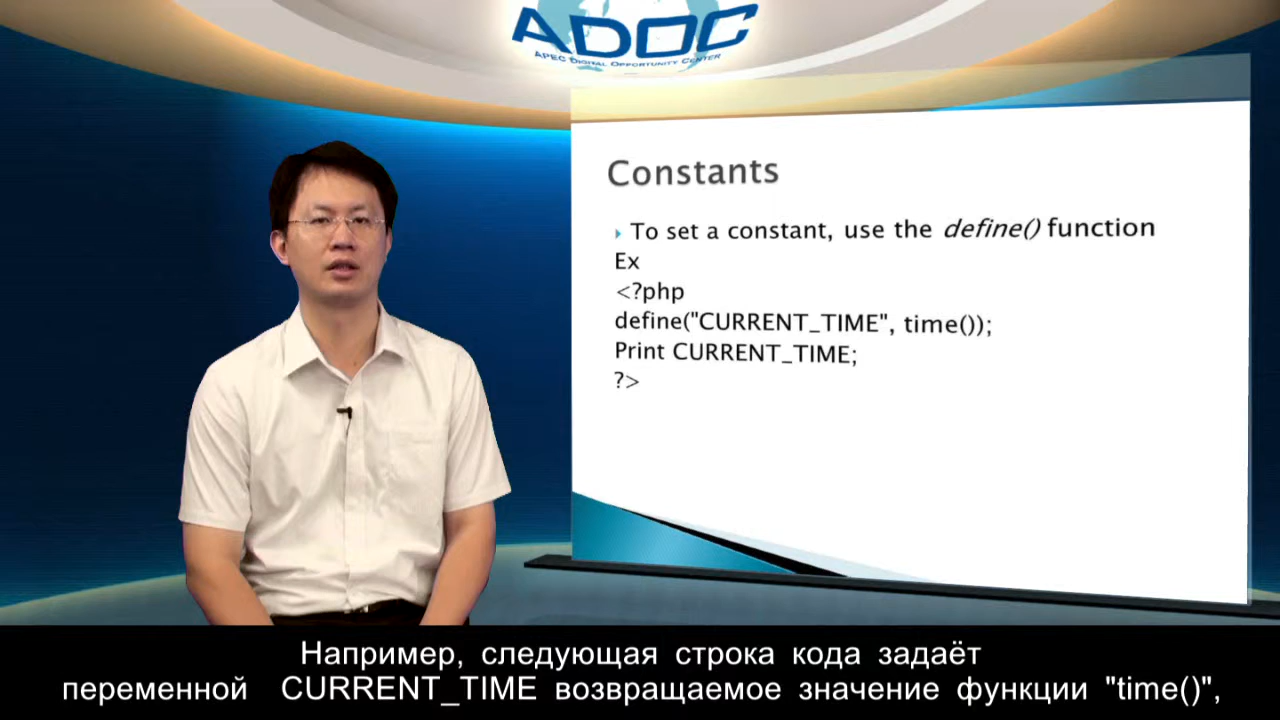 ADOC
APEC DIGITAL OPPORTUNITY CENTER
Constants
To set a constant, use the define() function
Ex
<?php
define("CURRENT_TIME", time());
Print CURRENT_TIME;
?>
Например, следующая строка кода задаёт
переменной CURRENT_TIME возвращаемое значение функции "time()",